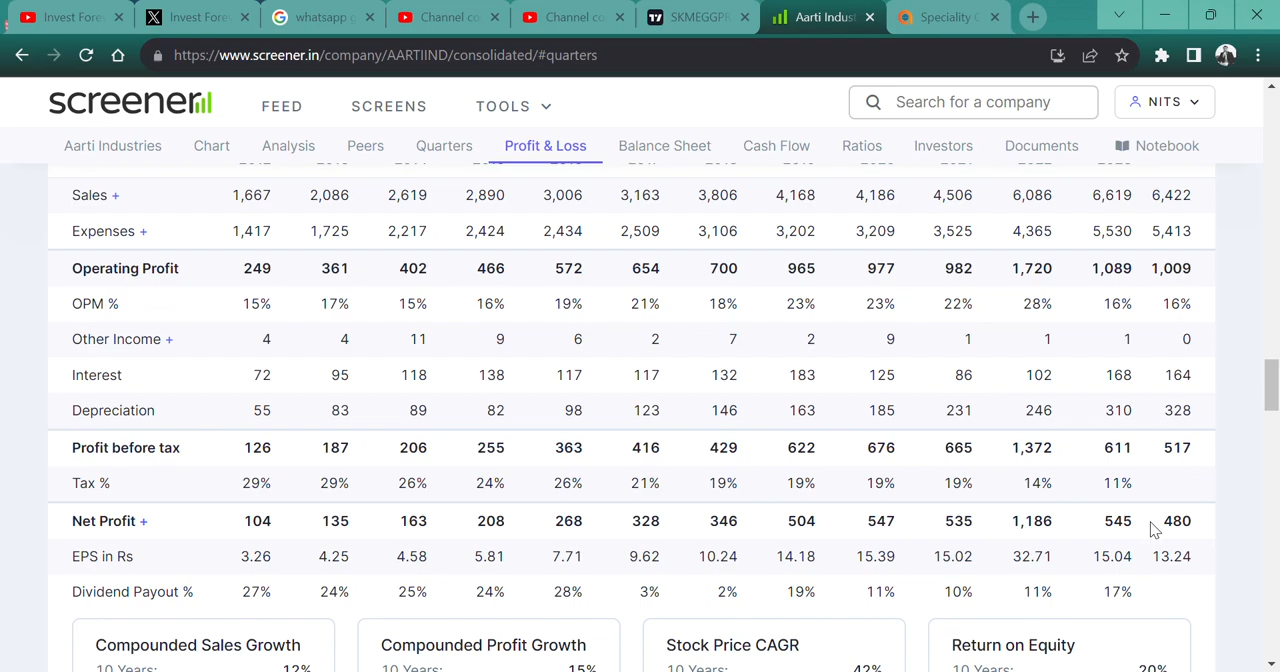 Invest Fores
Invest Fores
whatsapp g
Channel co
Channel co
SKMEGGPR
Aarti Indust
Speciality C
https://www.screener.in/company/AARTIIND/consolidated/#quarters
screener
FEED
SCREENS
TOOLS
Search for a company
NITS
Aarti Industries
Chart
Analysis
Peers
Quarters
Profit & Loss
Balance Sheet
Cash Flow
Ratios
Investors
Documents
Notebook
Sales + 1,667 2,086 2,619 2,890 3,006 3,163 3,806 4,168 4,186 4,506 6,086 6,619 6,422
Expenses + 1,417 1,725 2,217 2,424 2,434 2,509 3,106 3,202 3,209 3,525 4,365 5,530 5,413
Operating Profit 249 361 402 466 572 654 700 965 977 982 1,720 1,089 1,009
OPM % 15% 17% 15% 16% 19% 21% 18% 23% 23% 22% 28% 16% 16%
Other Income + 4 4 11 9 6 2 7 2 9 1 1 1 0
Interest 72 95 118 138 117 117 132 183 125 86 102 168 164
Depreciation 55 83 89 82 98 123 146 163 185 231 246 310 328
Profit before tax 126 187 206 255 363 416 429 622 676 665 1,372 611 517
Tax % 29% 29% 26% 24% 26% 21% 19% 19% 19% 19% 14% 11%
Net Profit + 104 135 163 208 268 328 346 504 547 535 1,186 545 480
EPS in Rs 3.26 4.25 4.58 5.81 7.71 9.62 10.24 14.18 15.39 15.02 32.71 15.04 13.24
Dividend Payout % 27% 24% 25% 24% 28% 3% 2% 19% 11% 10% 11% 17%
Compounded Sales Growth
10 Years: 12%
Compounded Profit Growth
10 Years: 15%
Stock Price CAGR
10 Years: 42%
Return on Equity
10 Years: 20%